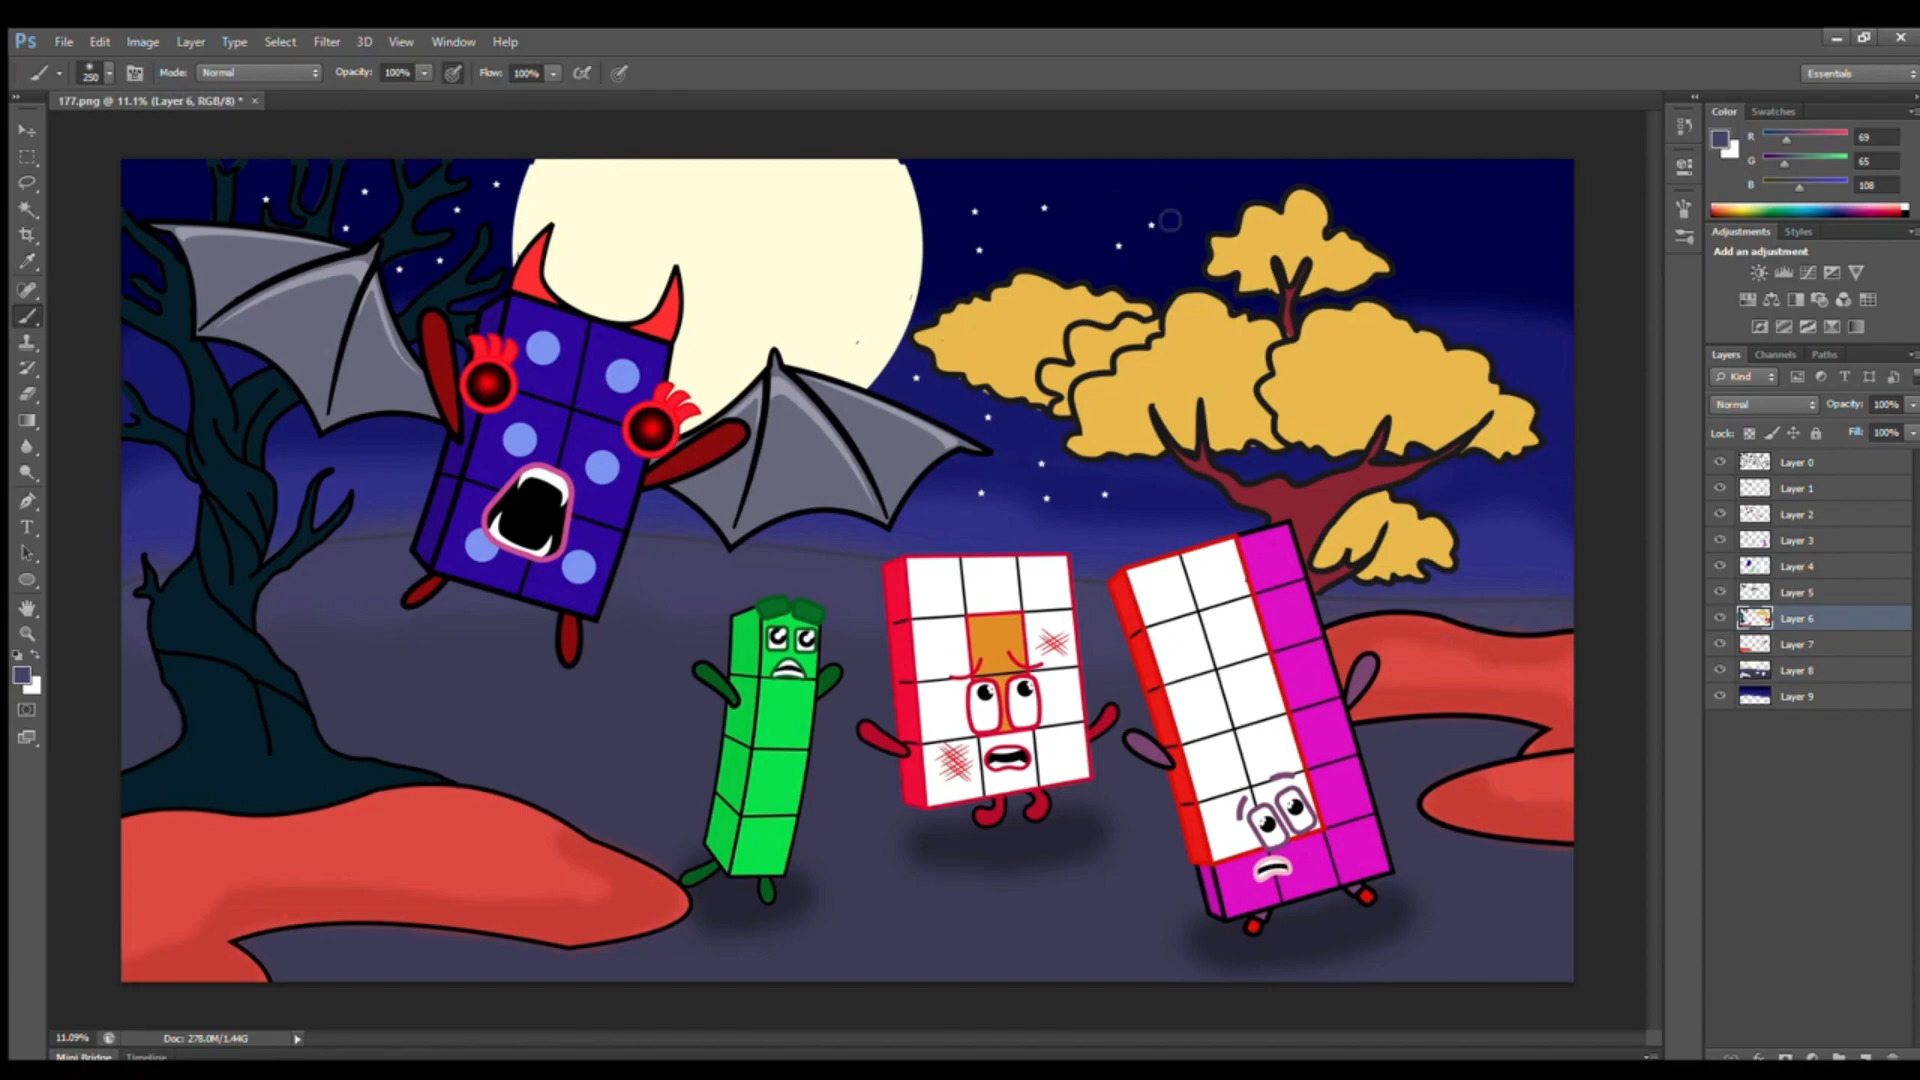 Ps File Edit Image Layer Type Select Filter 3D View Window Help
250 Mode: Normal Opacity: 100% Flow: 100% Essentials
177.png @ 11.1% (Layer 6, RGB/8) * ×
Color Swatches
R 69
G 65
B 108
Adjustments Styles
Add an adjustment
Layers Channels Paths
Kind
Normal Opacity: 100%
Lock: Fill: 100%
Layer 0
Layer 1
Layer 2
Layer 3
Layer 4
Layer 5
Layer 6
Layer 7
Layer 8
Layer 9
11.09% Doc: 278.0M/1.44G
Mini Bridge Timeline